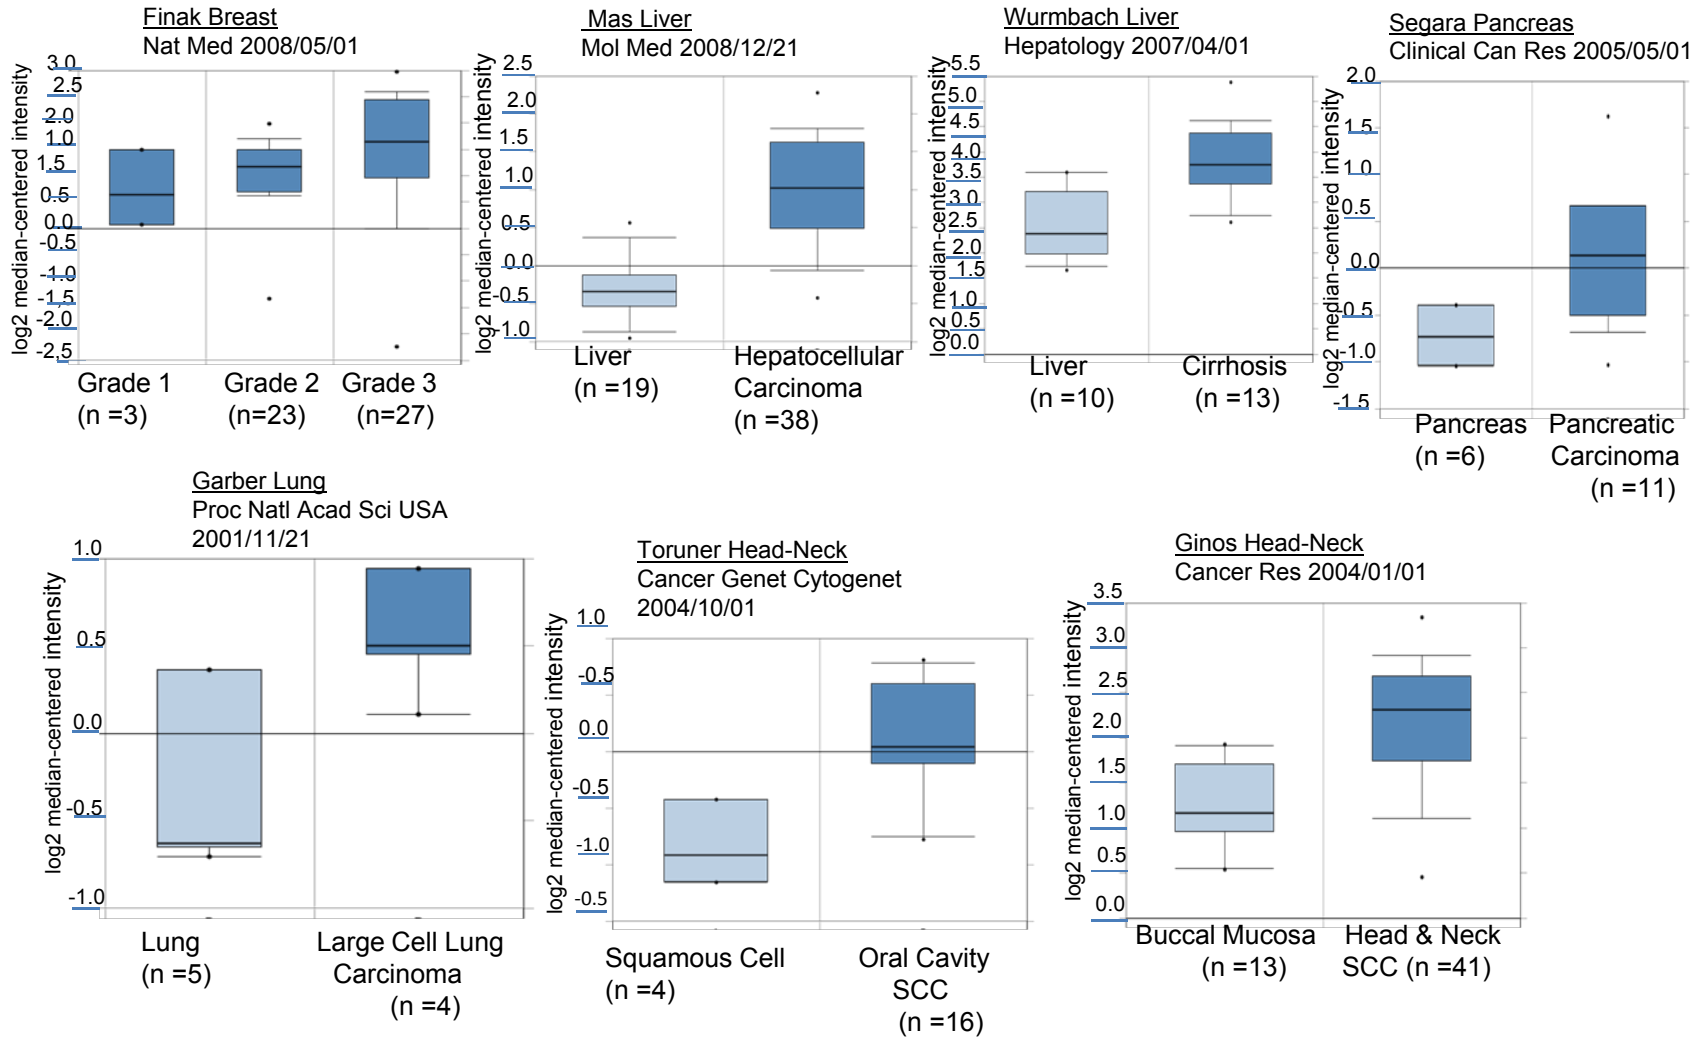 Finak Breast
Nat Med 2008/05/01
log2 median-centered intensity
3.0
2.5
2.0
1.0
1.5
0.5
0.0
-0.5
-1.0
-1.5
-2.0
-2.5
Grade 1
(n =3)
Grade 2
(n=23)
Grade 3
(n=27)
Mas Liver
Mol Med 2008/12/21
log2 median-centered intensity
2.5
2.0
1.5
1.0
0.5
0.0
-0.5
-1.0
Liver
(n =19)
Hepatocellular
Carcinoma
(n =38)
Wurmbach Liver
Hepatology 2007/04/01
log2 median-centered intensity
5.5
5.0
4.5
4.0
3.5
3.0
2.5
2.0
1.5
1.0
0.5
0.0
Liver
(n =10)
Cirrhosis
(n =13)
Segara Pancreas
Clinical Can Res 2005/05/01
log2 median-centered intensity
2.0
1.5
1.0
0.5
0.0
-0.5
-1.0
-1.5
Pancreas
(n =6)
Pancreatic
Carcinoma
(n =11)
Garber Lung
Proc Natl Acad Sci USA
2001/11/21
log2 median-centered intensity
1.0
0.5
0.0
-0.5
-1.0
Lung
(n =5)
Large Cell Lung
Carcinoma
(n =4)
Toruner Head-Neck
Cancer Genet Cytogenet
2004/10/01
log2 median-centered intensity
1.0
-0.5
0.0
-0.5
-1.0
-0.5
Squamous Cell
(n =4)
Oral Cavity
SCC
(n =16)
Ginos Head-Neck
Cancer Res 2004/01/01
log2 median-centered intensity
3.5
3.0
2.5
2.0
1.5
1.0
0.5
0.0
Buccal Mucosa
(n =13)
Head & Neck
SCC (n =41)